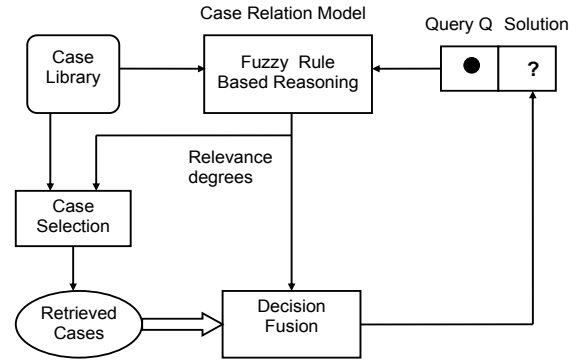 Case Relation Model
Query Q Solution
Case
Library
Fuzzy Rule
Based Reasoning
?
Relevance
degrees
Case
Selection
Retrieved
Cases
Decision
Fusion